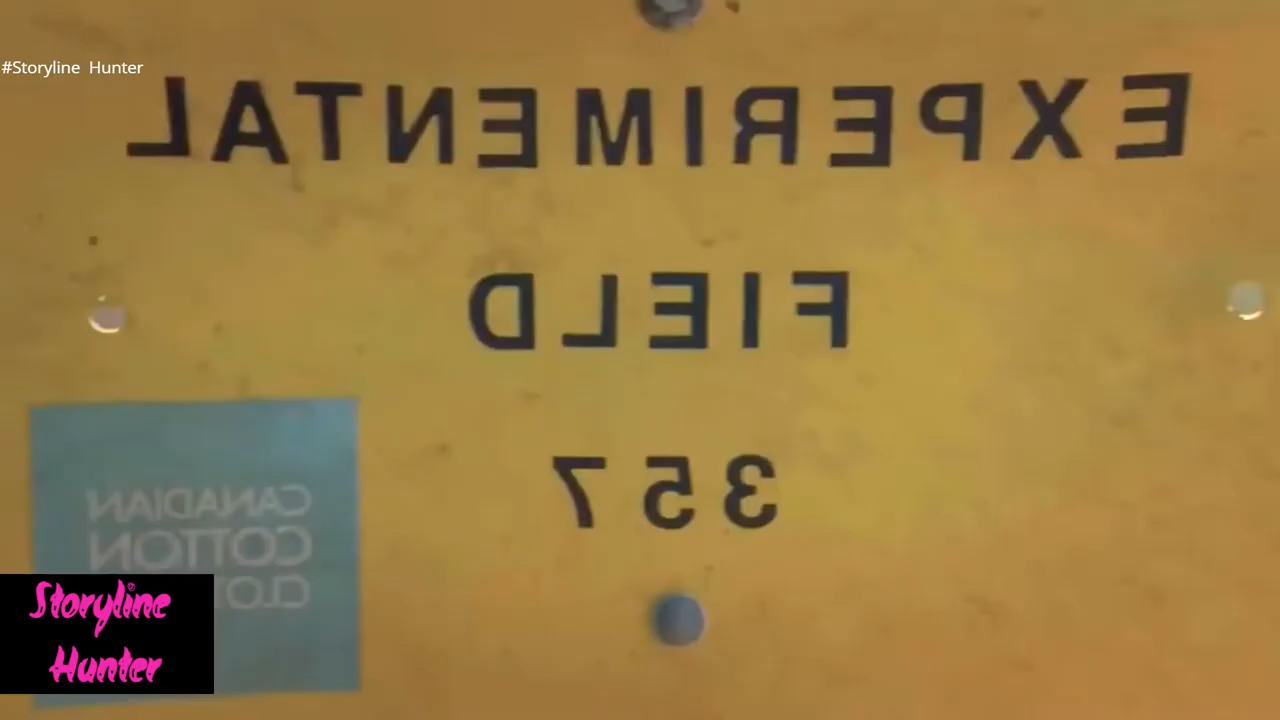 #Storyline Hunter
EXPERIMENTAL
FIELD
357
CANADIAN
COTTON
Storyline
Hunter